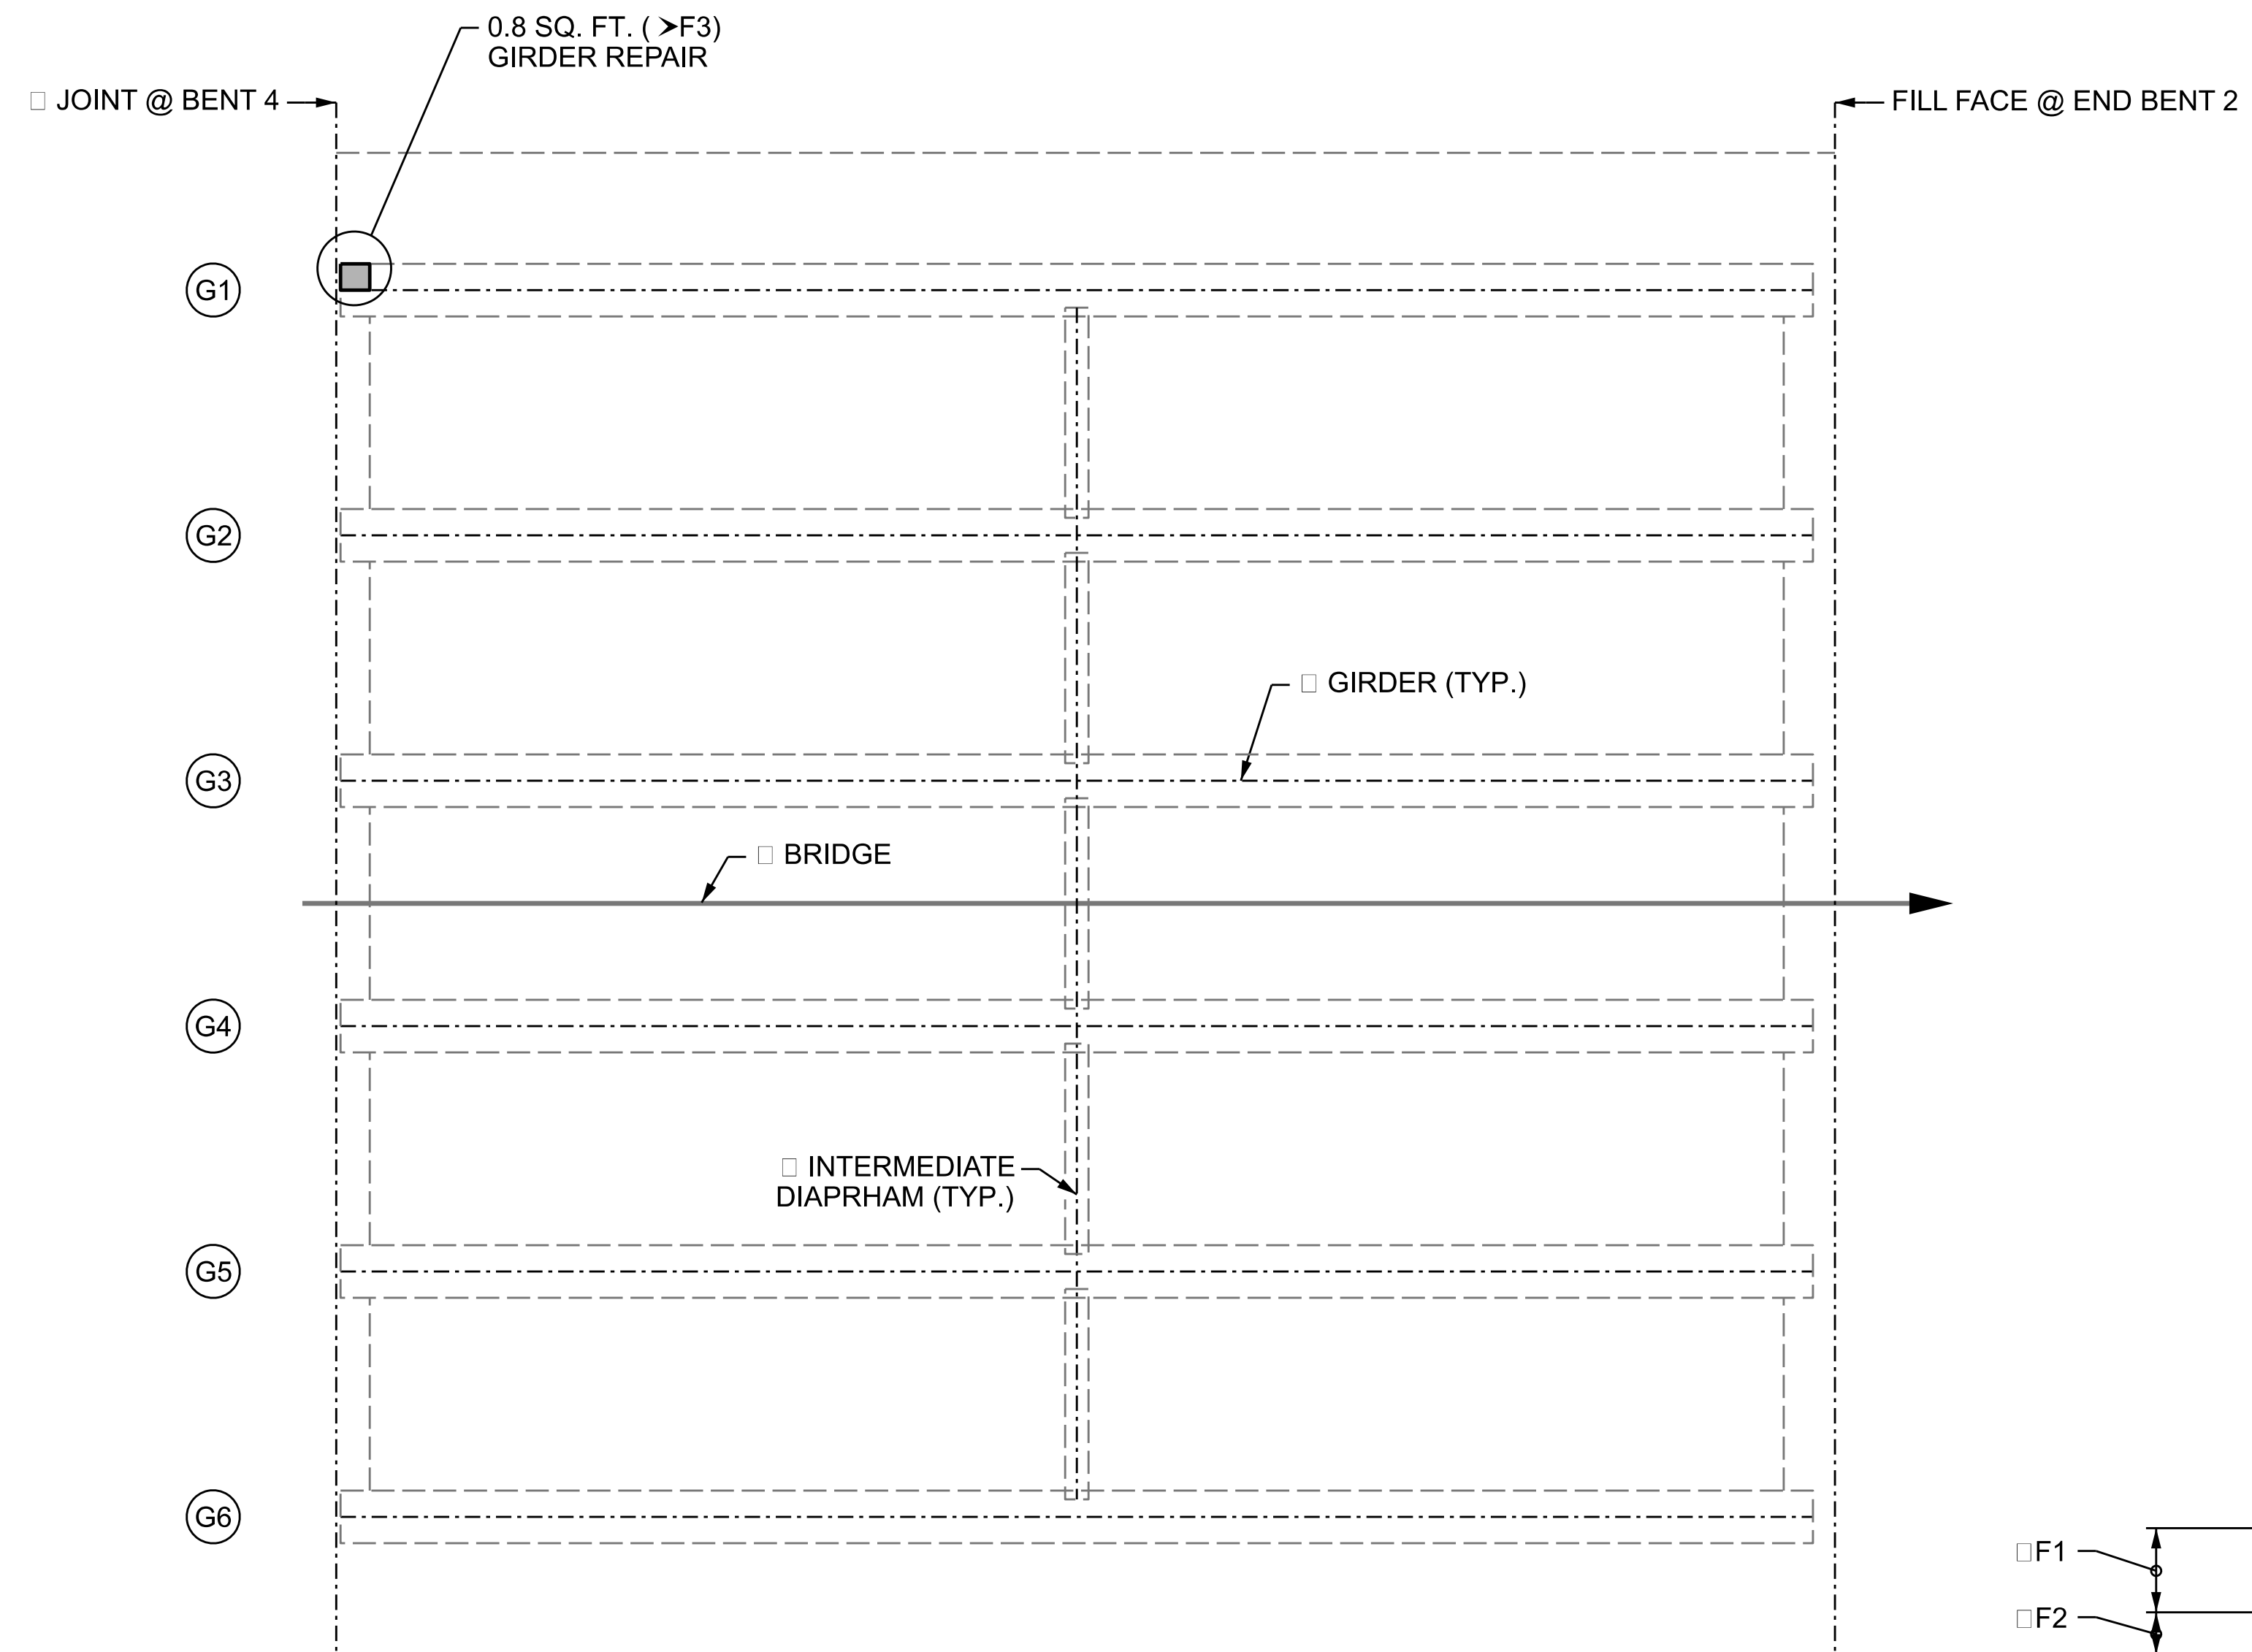 0.8 SQ. FT. ( ➤F3)
GIRDER REPAIR
□ JOINT @ BENT 4
FILL FACE @ END BENT 2
G1
G2
□ GIRDER (TYP.)
G3
□ BRIDGE
G4
□ INTERMEDIATE
DIAPRHAM (TYP.)
G5
G6
□F1
□F2